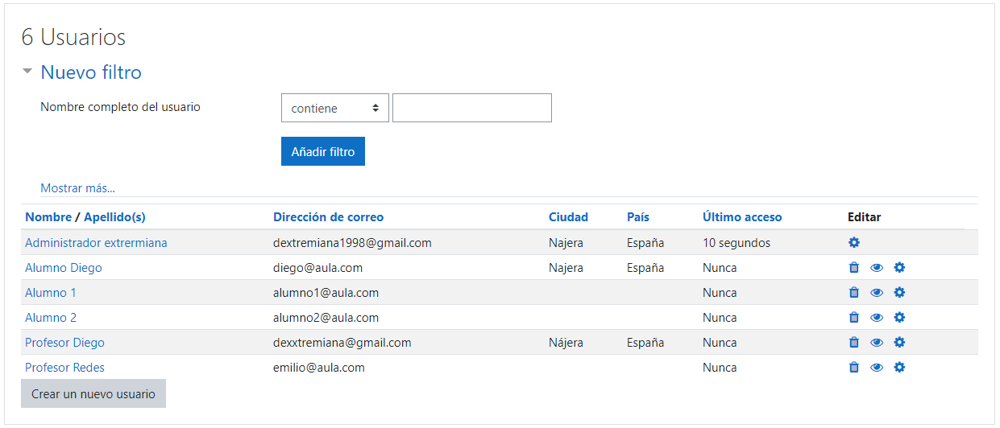 6 Usuarios
Nuevo filtro
Nombre completo del usuario contiene
Añadir filtro
Mostrar más...
Nombre / Apellido(s) Dirección de correo Ciudad País Último acceso Editar
Administrador extrermiana dextremiana1998@gmail.com Najera España 10 segundos
Alumno Diego diego@aula.com Najera España Nunca
Alumno 1 alumno1@aula.com Nunca
Alumno 2 alumno2@aula.com Nunca
Profesor Diego dexxtremiana@gmail.com Nájera España Nunca
Profesor Redes emilio@aula.com Nunca
Crear un nuevo usuario